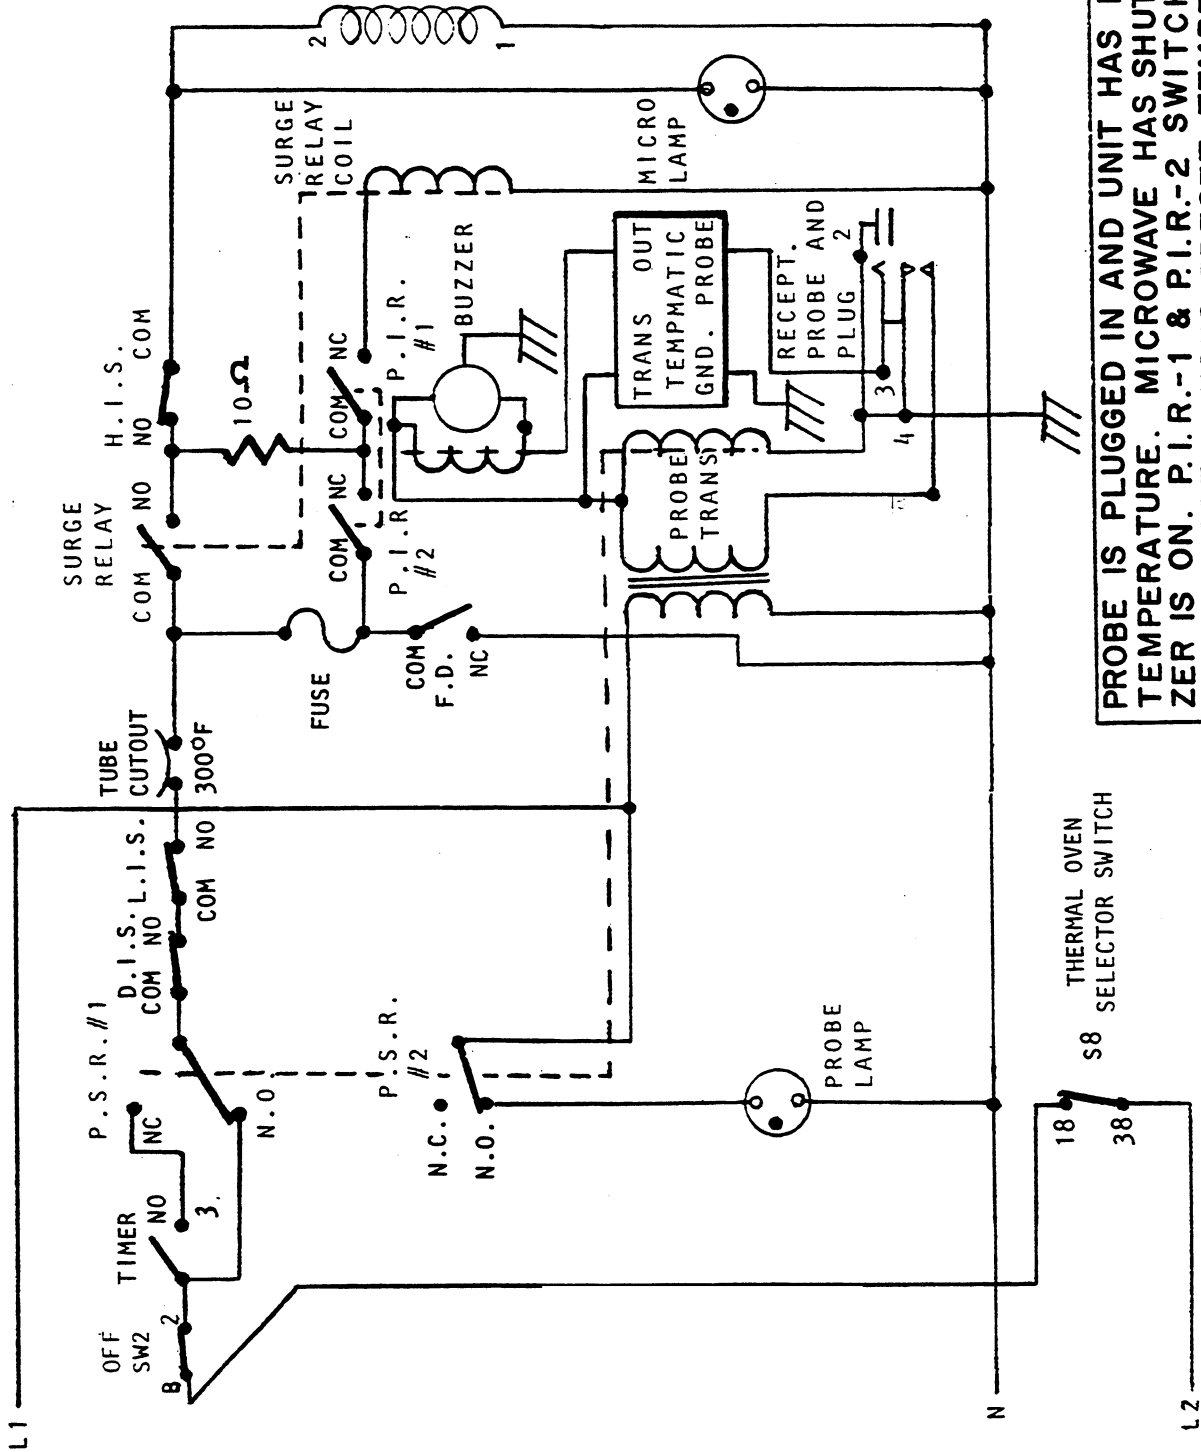 L1
OFF
SW2
B
2
TIMER
NO
3.
P.S.R.#1
NC
N.O.
D.I.S.
COM NO
L.I.S.
COM NO
TUBE
CUTOUT
300°F
SURGE
RELAY
COM NO
H.I.S.
NO COM
10Ω
FUSE
COM
F.D.
NC
COM NC
P.I.R
#2
COM NC
P.I.R.
#1
SURGE
RELAY
COIL
2
1
BUZZER
P.S.R.
#2
N.C.
N.O.
PROBE
TRANS
TRANS OUT
TEMPMATIC
GND. PROBE
MICRO
LAMP
RECEPT.
PROBE AND
PLUG 2
3
4
PROBE
LAMP
N
THERMAL OVEN
SELECTOR SWITCH
S8
18
38
L2
PROBE IS PLUGGED IN AND UNIT HAS
TEMPERATURE. MICROWAVE HAS SHUT
ZER IS ON. P.I.R.-1 & P.I.R.-2 SWITCH